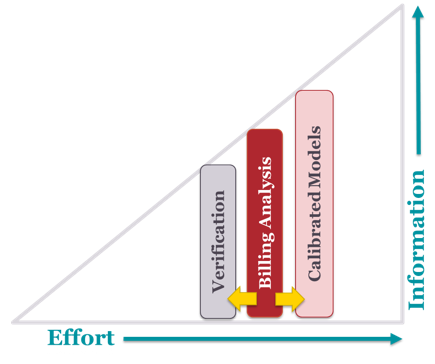 Verification
Billing Analysis
Calibrated Models
Information
Effort